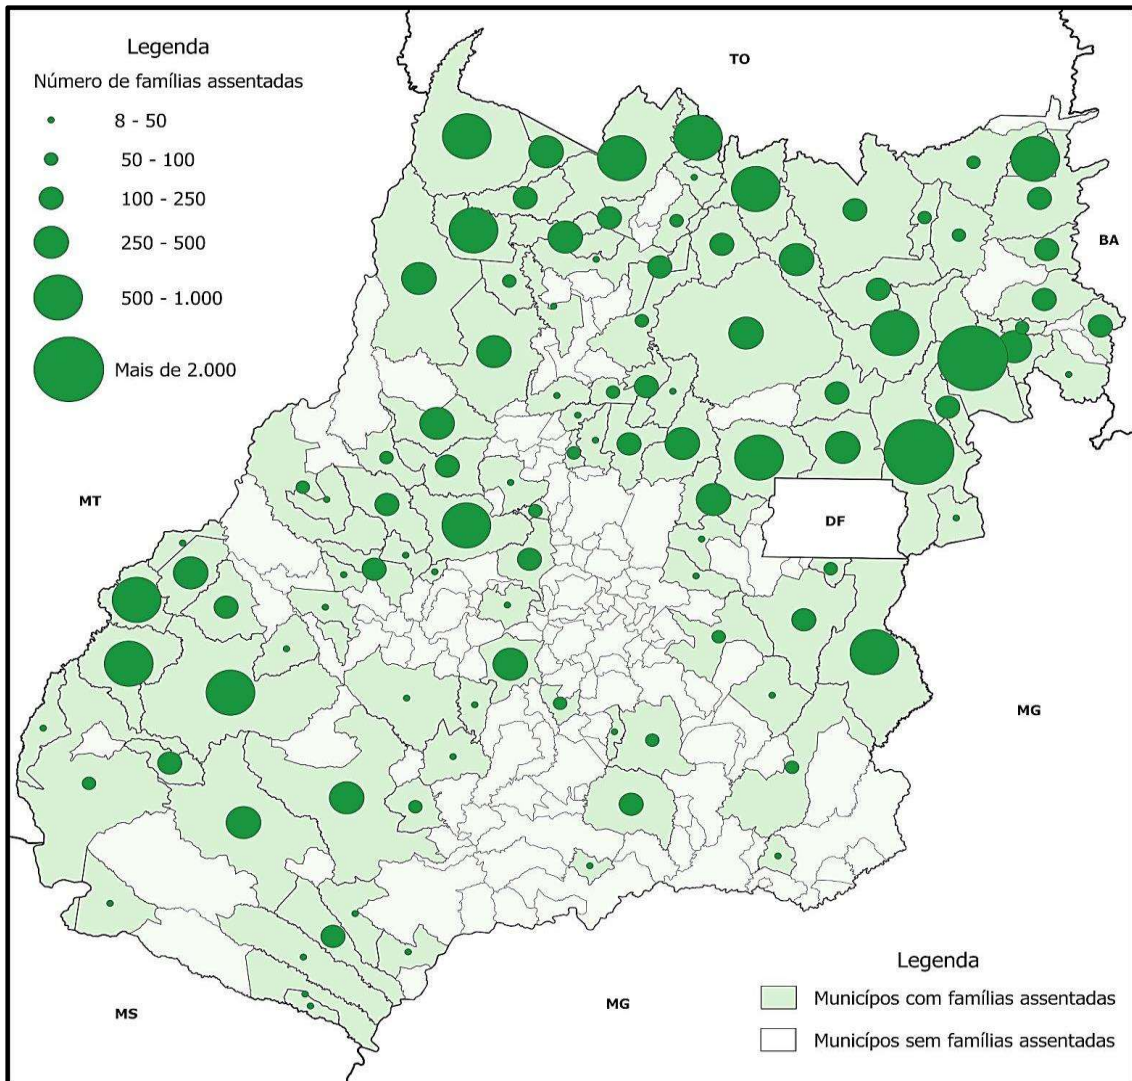 Legenda
Número de famílias assentadas
8 - 50
50 - 100
100 - 250
250 - 500
500 - 1.000
Mais de 2.000
TO
BA
MT
DF
MG
MS
MG
Legenda
Municípos com famílias assentadas
Municípos sem famílias assentadas